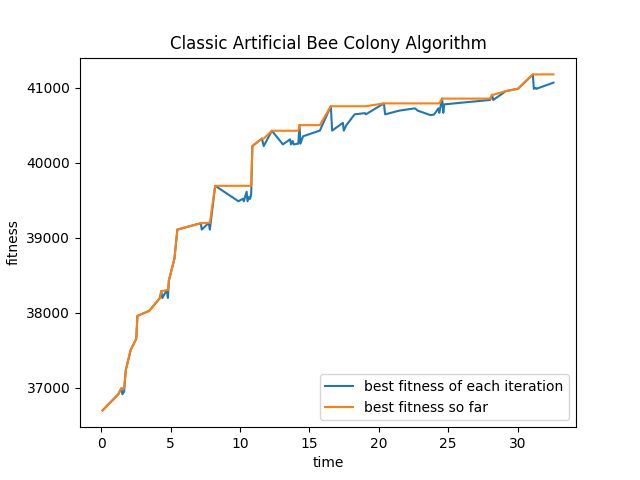 Classic Artificial Bee Colony Algorithm
41000
40000
39000
38000
37000
fitness
0 5 10 15 20 25 30
time
best fitness of each iteration
best fitness so far